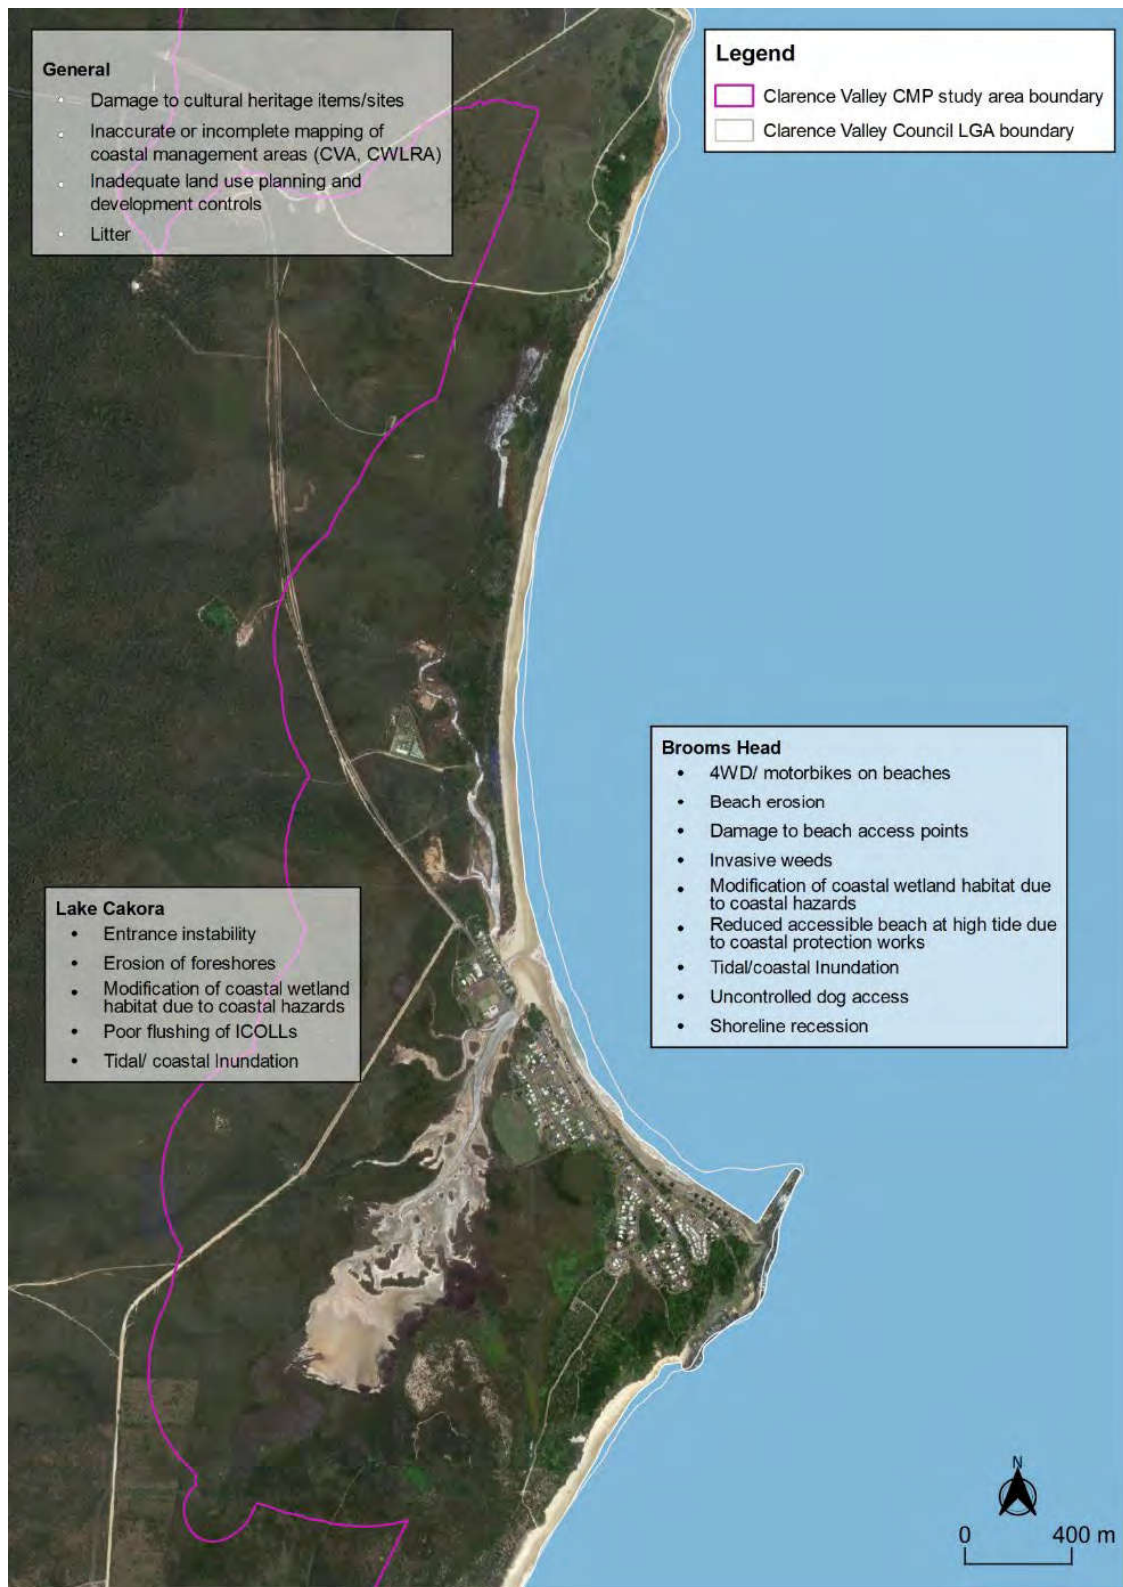 General
Damage to cultural heritage items/sites
Inaccurate or incomplete mapping of
coastal management areas (CVA, CWLRA)
Inadequate land use planning and
development controls
Litter
Legend
Clarence Valley CMP study area boundary
Clarence Valley Council LGA boundary
Brooms Head
• 4WD/ motorbikes on beaches
• Beach erosion
• Damage to beach access points
• Invasive weeds
• Modification of coastal wetland habitat due
to coastal hazards
• Reduced accessible beach at high tide due
to coastal protection works
• Tidal/coastal Inundation
• Uncontrolled dog access
• Shoreline recession
Lake Cakora
• Entrance instability
• Erosion of foreshores
• Modification of coastal wetland
habitat due to coastal hazards
• Poor flushing of ICOLLs
• Tidal/ coastal Inundation
N
0 400 m